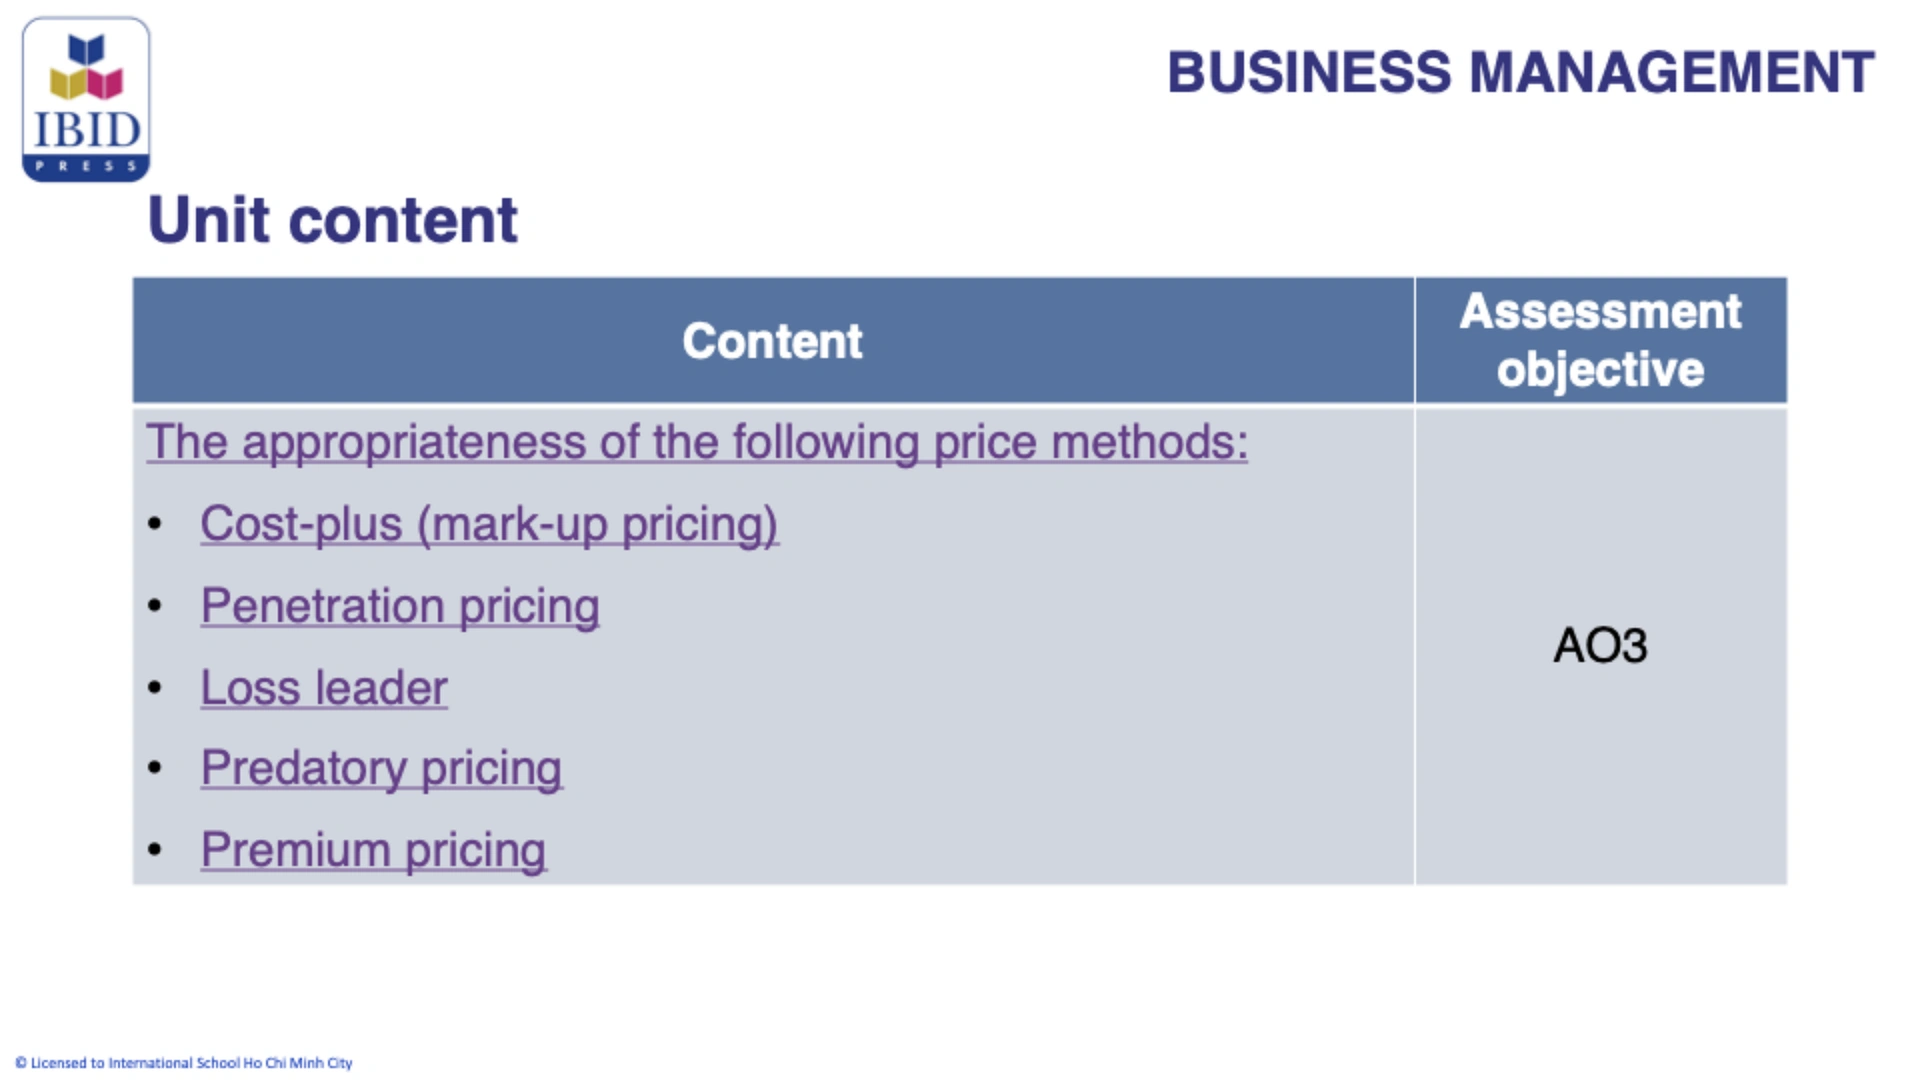 IBID
PRESS
BUSINESS MANAGEMENT
Unit content
Content
Assessment
objective
The appropriateness of the following price methods:
• Cost-plus (mark-up pricing)
• Penetration pricing
• Loss leader
• Predatory pricing
• Premium pricing
AO3
© Licensed to International School Ho Chi Minh City